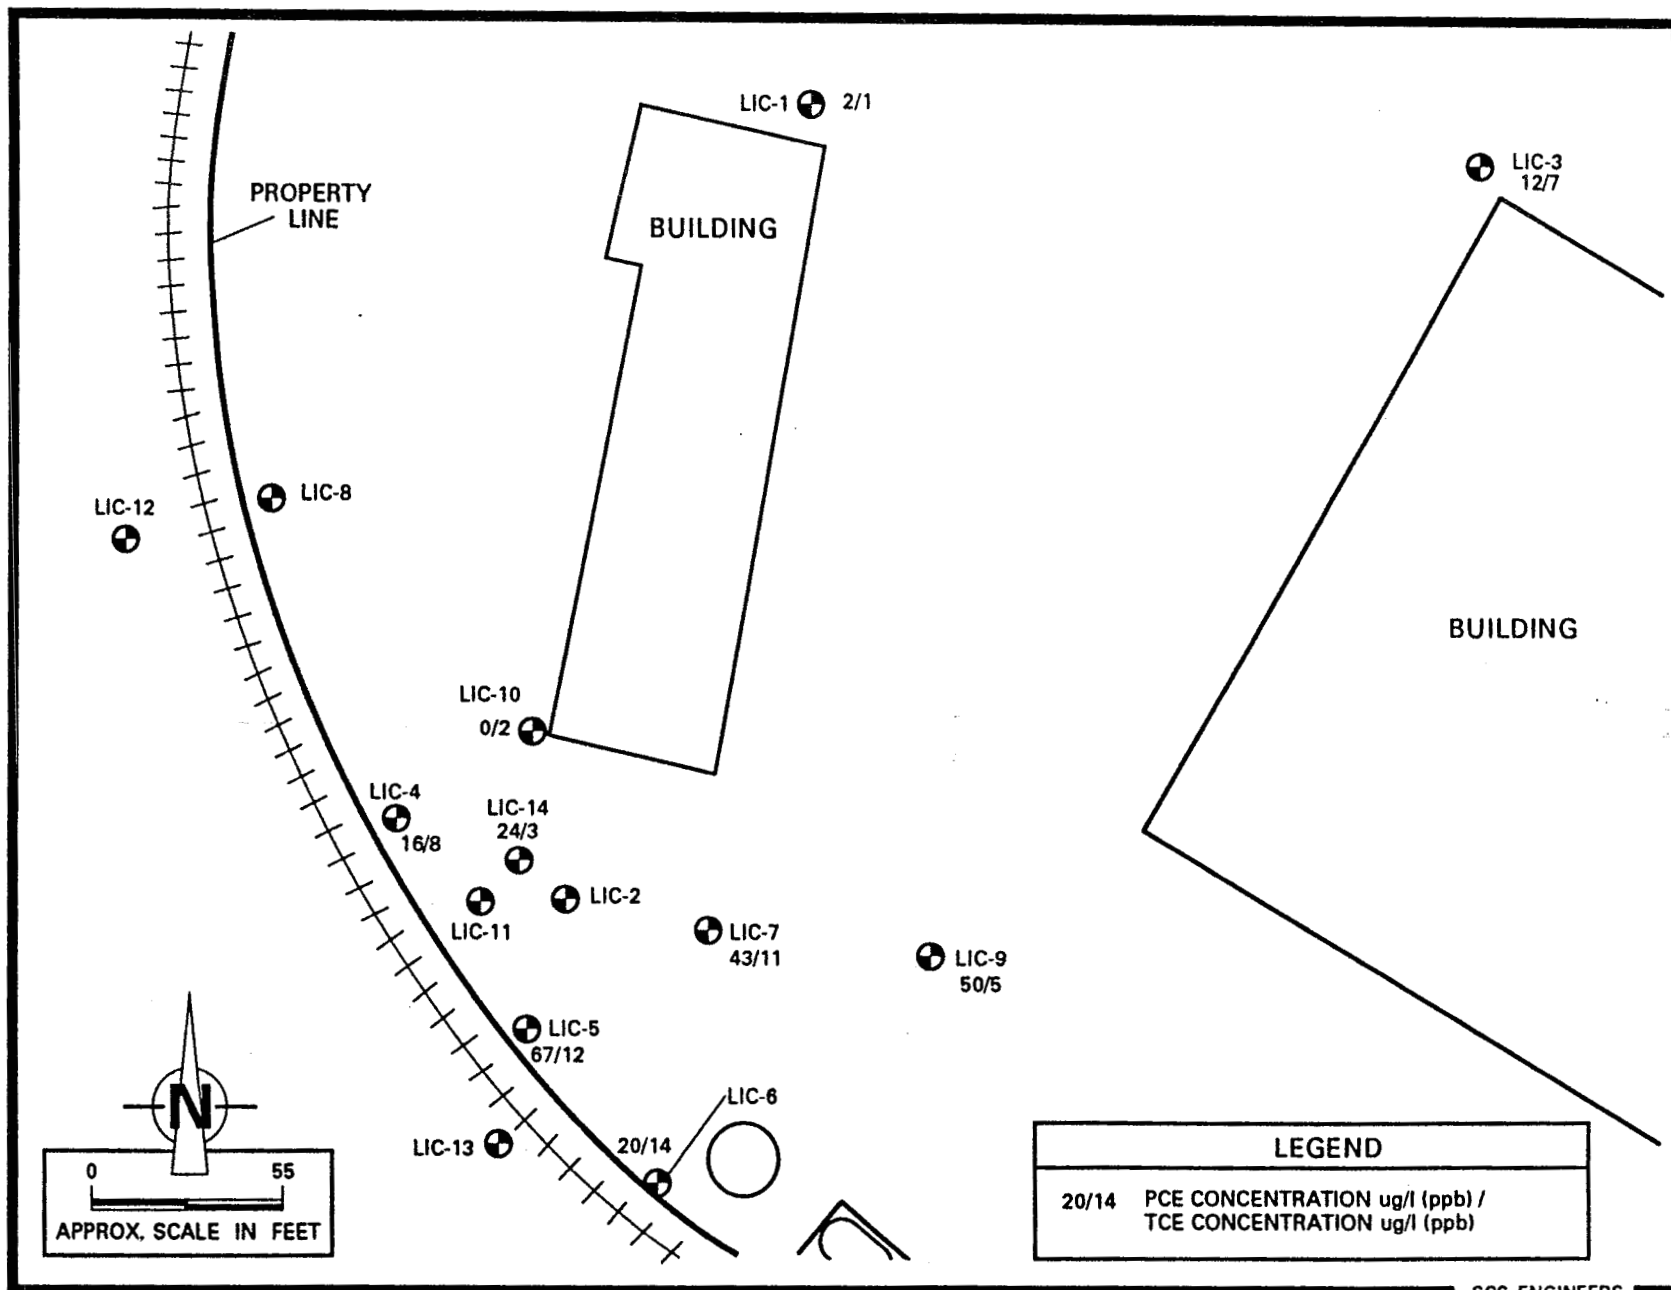 LIC-1 2/1
LIC-3
12/7
PROPERTY
LINE
BUILDING
LIC-8
LIC-12
BUILDING
LIC-10
0/2
LIC-4
16/8
LIC-14
24/3
LIC-2
LIC-11
LIC-7
43/11
LIC-9
50/5
LIC-5
67/12
LIC-6
20/14
LIC-13
N
0 55
APPROX. SCALE IN FEET
LEGEND
20/14 PCE CONCENTRATION ug/l (ppb) /
TCE CONCENTRATION ug/l (ppb)
ENGINEERS